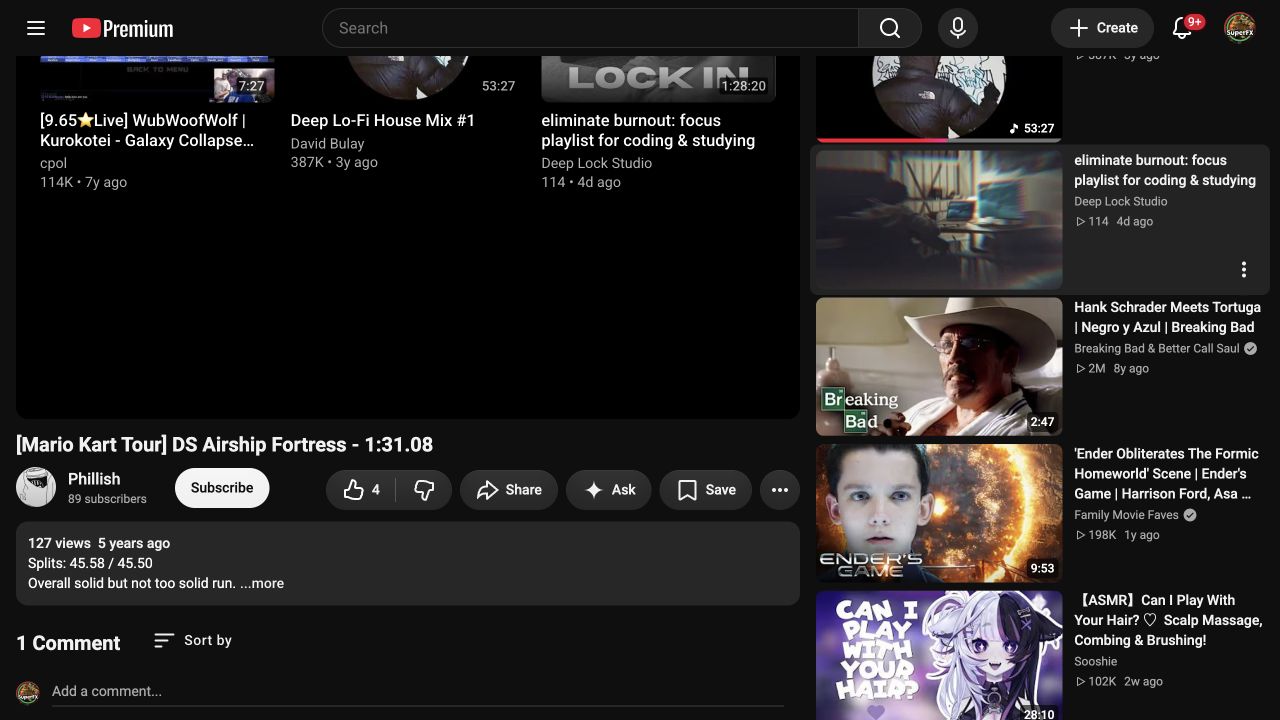 Premium
Search
Create
9+
BACK TO MENU
7:27
[9.65⭐Live] WubWoofWolf |
Kurokotei - Galaxy Collapse...
cpol
114K • 7y ago
53:27
Deep Lo-Fi House Mix #1
David Bulay
387K • 3y ago
LOCK IN
1:28:20
eliminate burnout: focus
playlist for coding & studying
Deep Lock Studio
114 • 4d ago
[Mario Kart Tour] DS Airship Fortress - 1:31.08
Phillish
89 subscribers
Subscribe
4
Share
Ask
Save
127 views 5 years ago
Splits: 45.58 / 45.50
Overall solid but not too solid run. ...more
1 Comment
Sort by
Add a comment...
387K 3y ago
53:27
eliminate burnout: focus
playlist for coding & studying
Deep Lock Studio
114 4d ago
Breaking
Bad
2:47
Hank Schrader Meets Tortuga
| Negro y Azul | Breaking Bad
Breaking Bad & Better Call Saul
2M 8y ago
ENDER'S
GAME
9:53
'Ender Obliterates The Formic
Homeworld' Scene | Ender's
Game | Harrison Ford, Asa ...
Family Movie Faves
198K 1y ago
CAN I
PLAY
WITH
YOUR
HAIR?
28:10
【ASMR】Can I Play With
Your Hair? ♡ Scalp Massage,
Combing & Brushing!
Sooshie
102K 2w ago